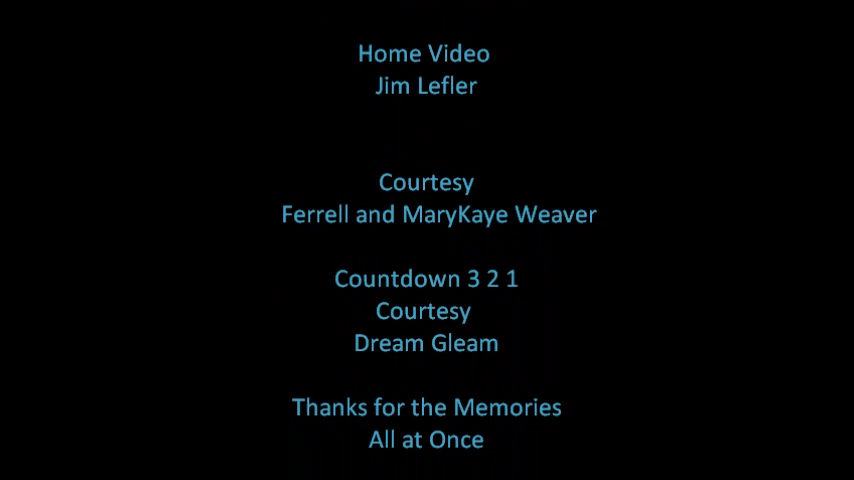 Home Video
Jim Lefler
Courtesy
Ferrell and MaryKaye Weaver
Countdown 3 2 1
Courtesy
Dream Gleam
Thanks for the Memories
All at Once